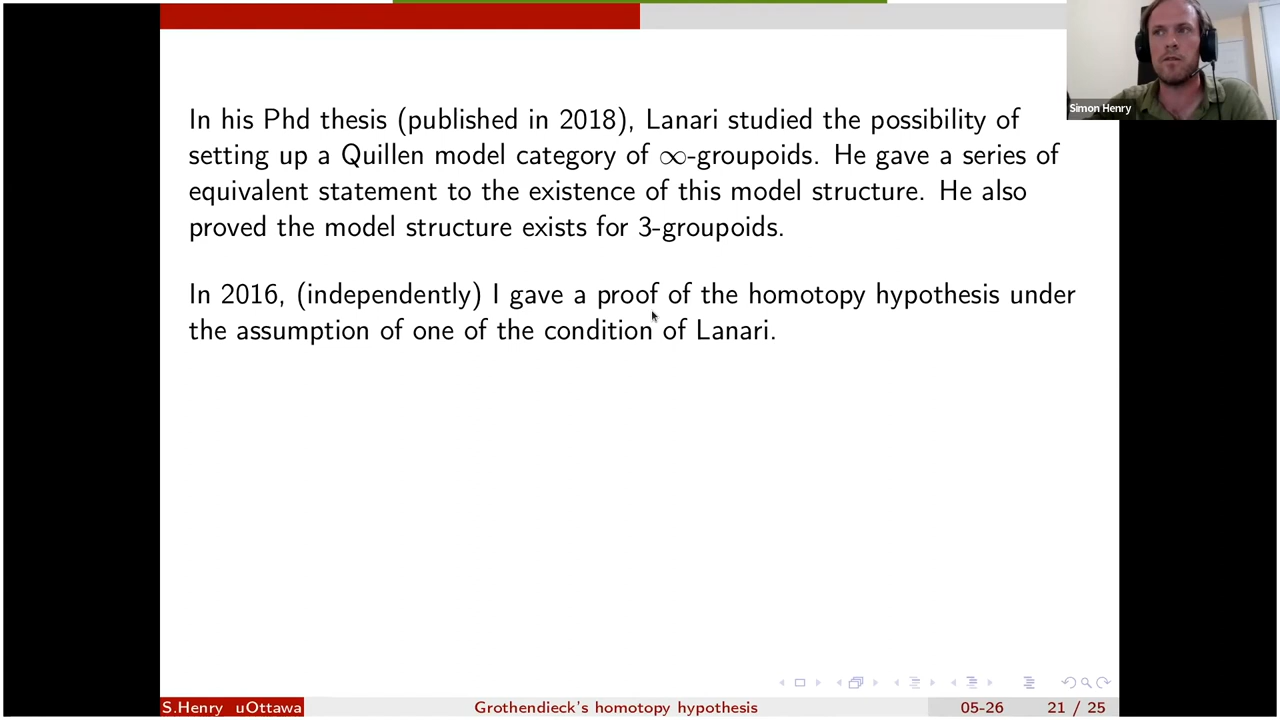 Simon Henry
In his Phd thesis (published in 2018), Lanari studied the possibility of
setting up a Quillen model category of ∞-groupoids. He gave a series of
equivalent statement to the existence of this model structure. He also
proved the model structure exists for 3-groupoids.
In 2016, (independently) I gave a proof of the homotopy hypothesis under
the assumption of one of the condition of Lanari.
S.Henry uOttawa Grothendieck's homotopy hypothesis 05-26 21 / 25